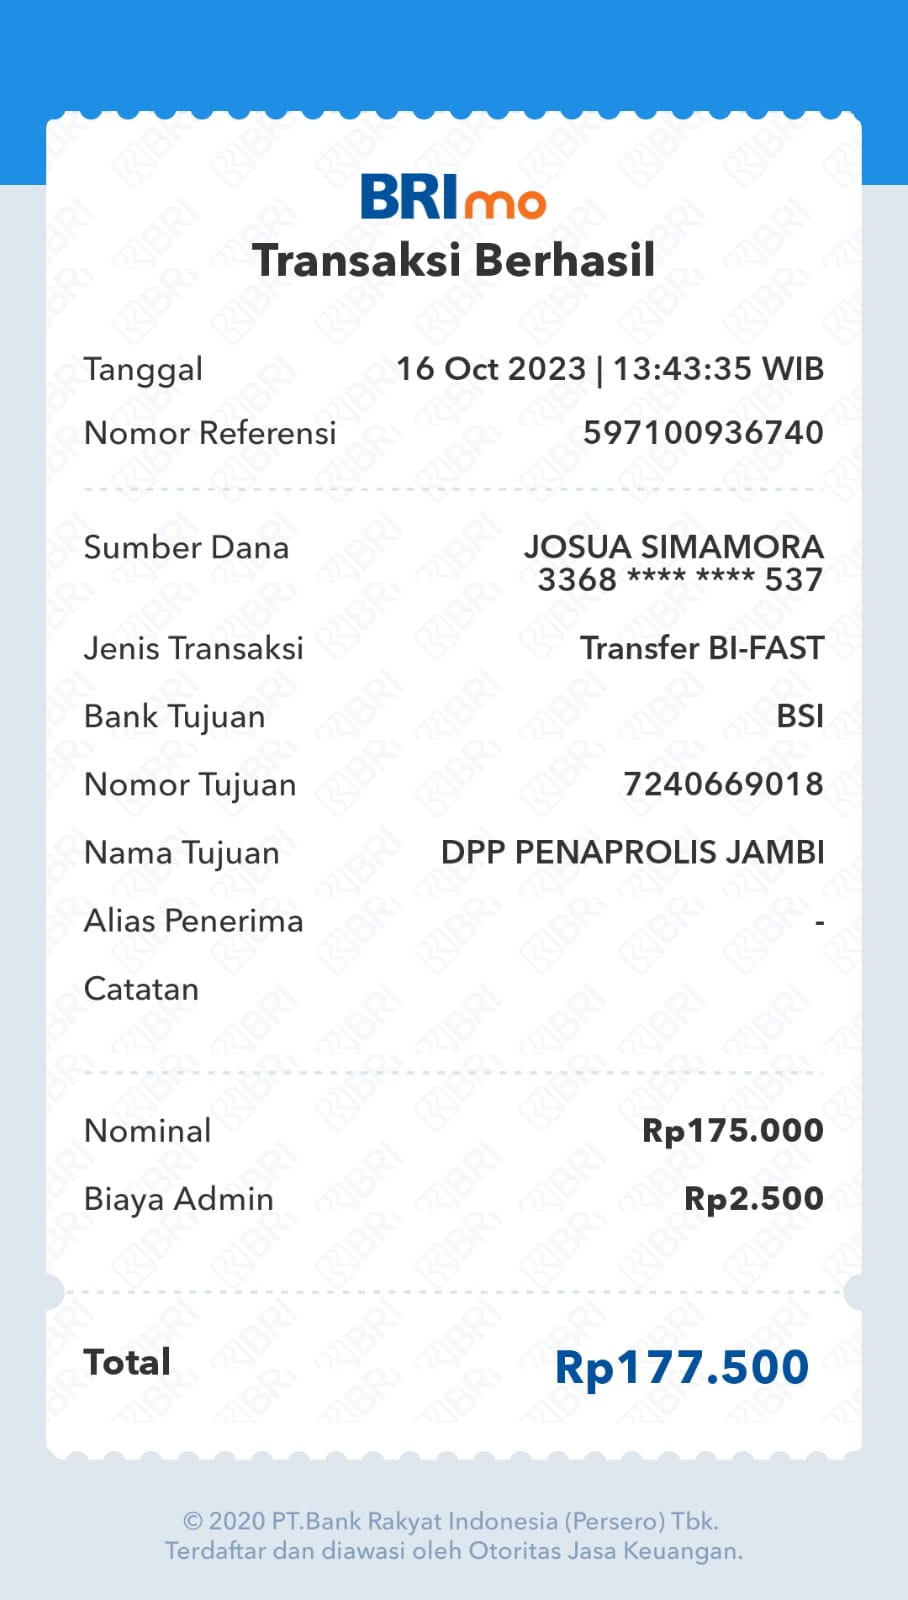 BRImo
Transaksi Berhasil
Tanggal 16 Oct 2023 | 13:43:35 WIB
Nomor Referensi 597100936740
Sumber Dana JOSUA SIMAMORA
3368 **** **** 537
Jenis Transaksi Transfer BI-FAST
Bank Tujuan BSI
Nomor Tujuan 7240669018
Nama Tujuan DPP PENAPROLIS JAMBI
Alias Penerima -
Catatan
Nominal Rp175.000
Biaya Admin Rp2.500
Total Rp177.500
© 2020 PT.Bank Rakyat Indonesia (Persero) Tbk.
Terdaftar dan diawasi oleh Otoritas Jasa Keuangan.